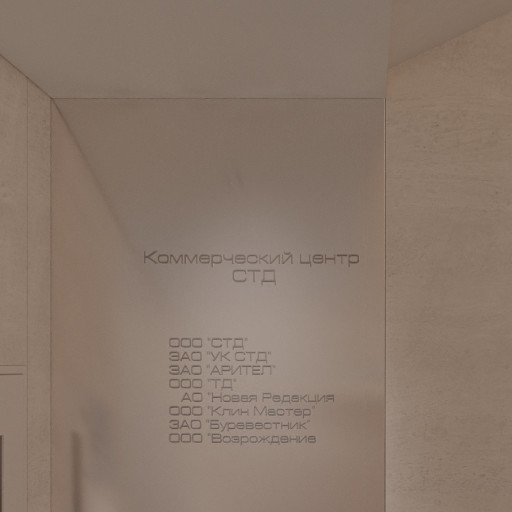 Коммерческий центр
СТД
ООО "СТД"
ЗАО "УК СТД"
ЗАО "АРИТЕЛ"
ООО "ТД"
АО "Новая Редакция
ООО "Клин Мастер"
ЗАО "Буревестник"
ООО "Возрождение